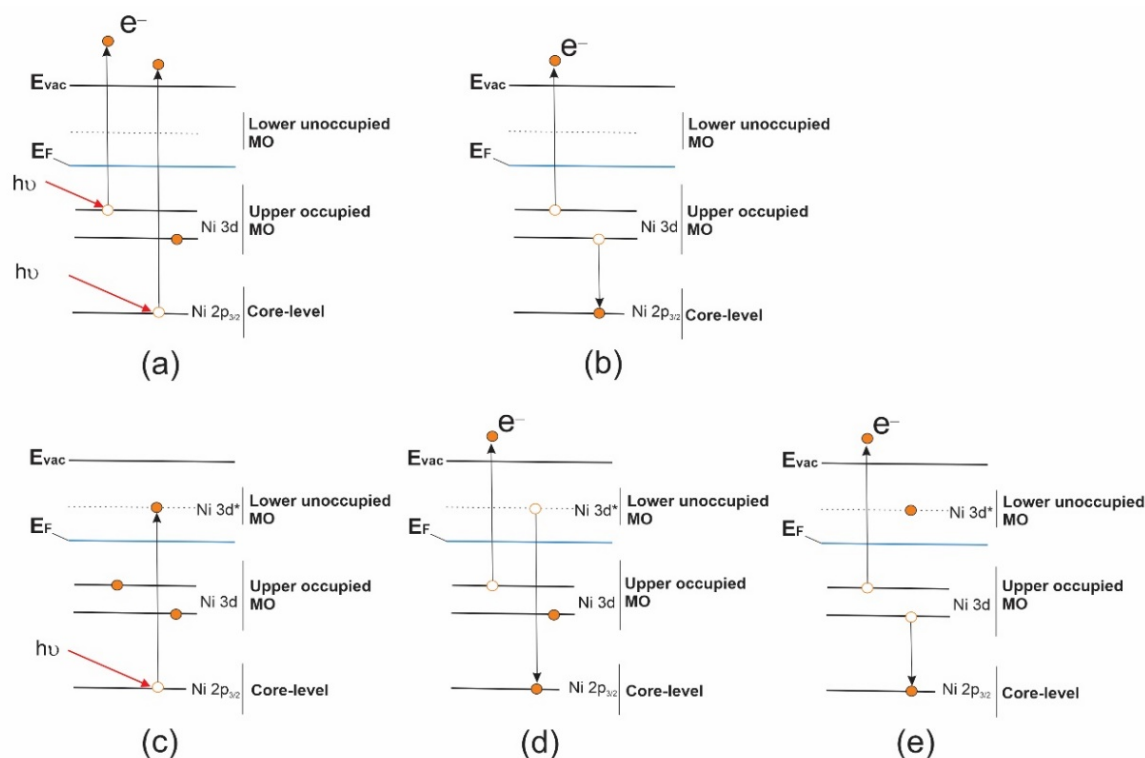 e–
Evac
Lower unoccupied
MO
EF
hυ
Ni 3d
Upper occupied
MO
hυ
Ni 2p3/2
Core-level
(a)
e–
Evac
Lower unoccupied
MO
EF
Ni 3d
Upper occupied
MO
Ni 2p3/2
Core-level
(b)
Evac
Ni 3d*
Lower unoccupied
MO
EF
Ni 3d
Upper occupied
MO
hυ
Ni 2p3/2
Core-level
(c)
e–
Evac
Ni 3d*
Lower unoccupied
MO
EF
Ni 3d
Upper occupied
MO
Ni 2p3/2
Core-level
(d)
e–
Evac
Ni 3d*
Lower unoccupied
MO
EF
Ni 3d
Upper occupied
MO
Ni 2p3/2
Core-level
(e)